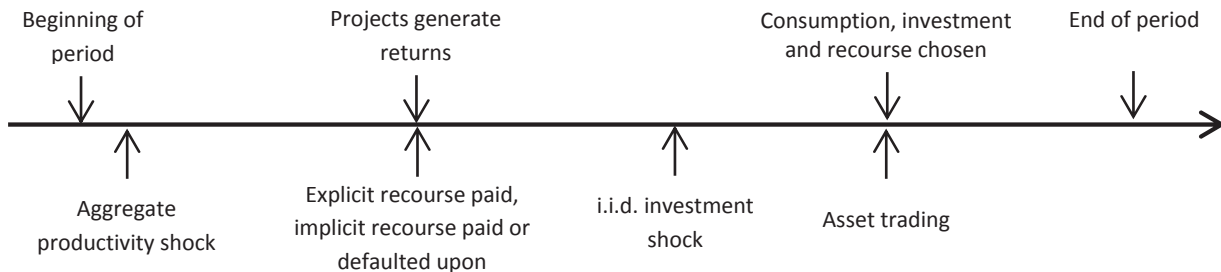 Beginning of
period
Projects generate
returns
Consumption, investment
and recourse chosen
End of period
Aggregate
productivity shock
Explicit recourse paid,
implicit recourse paid or
defaulted upon
i.i.d. investment
shock
Asset trading